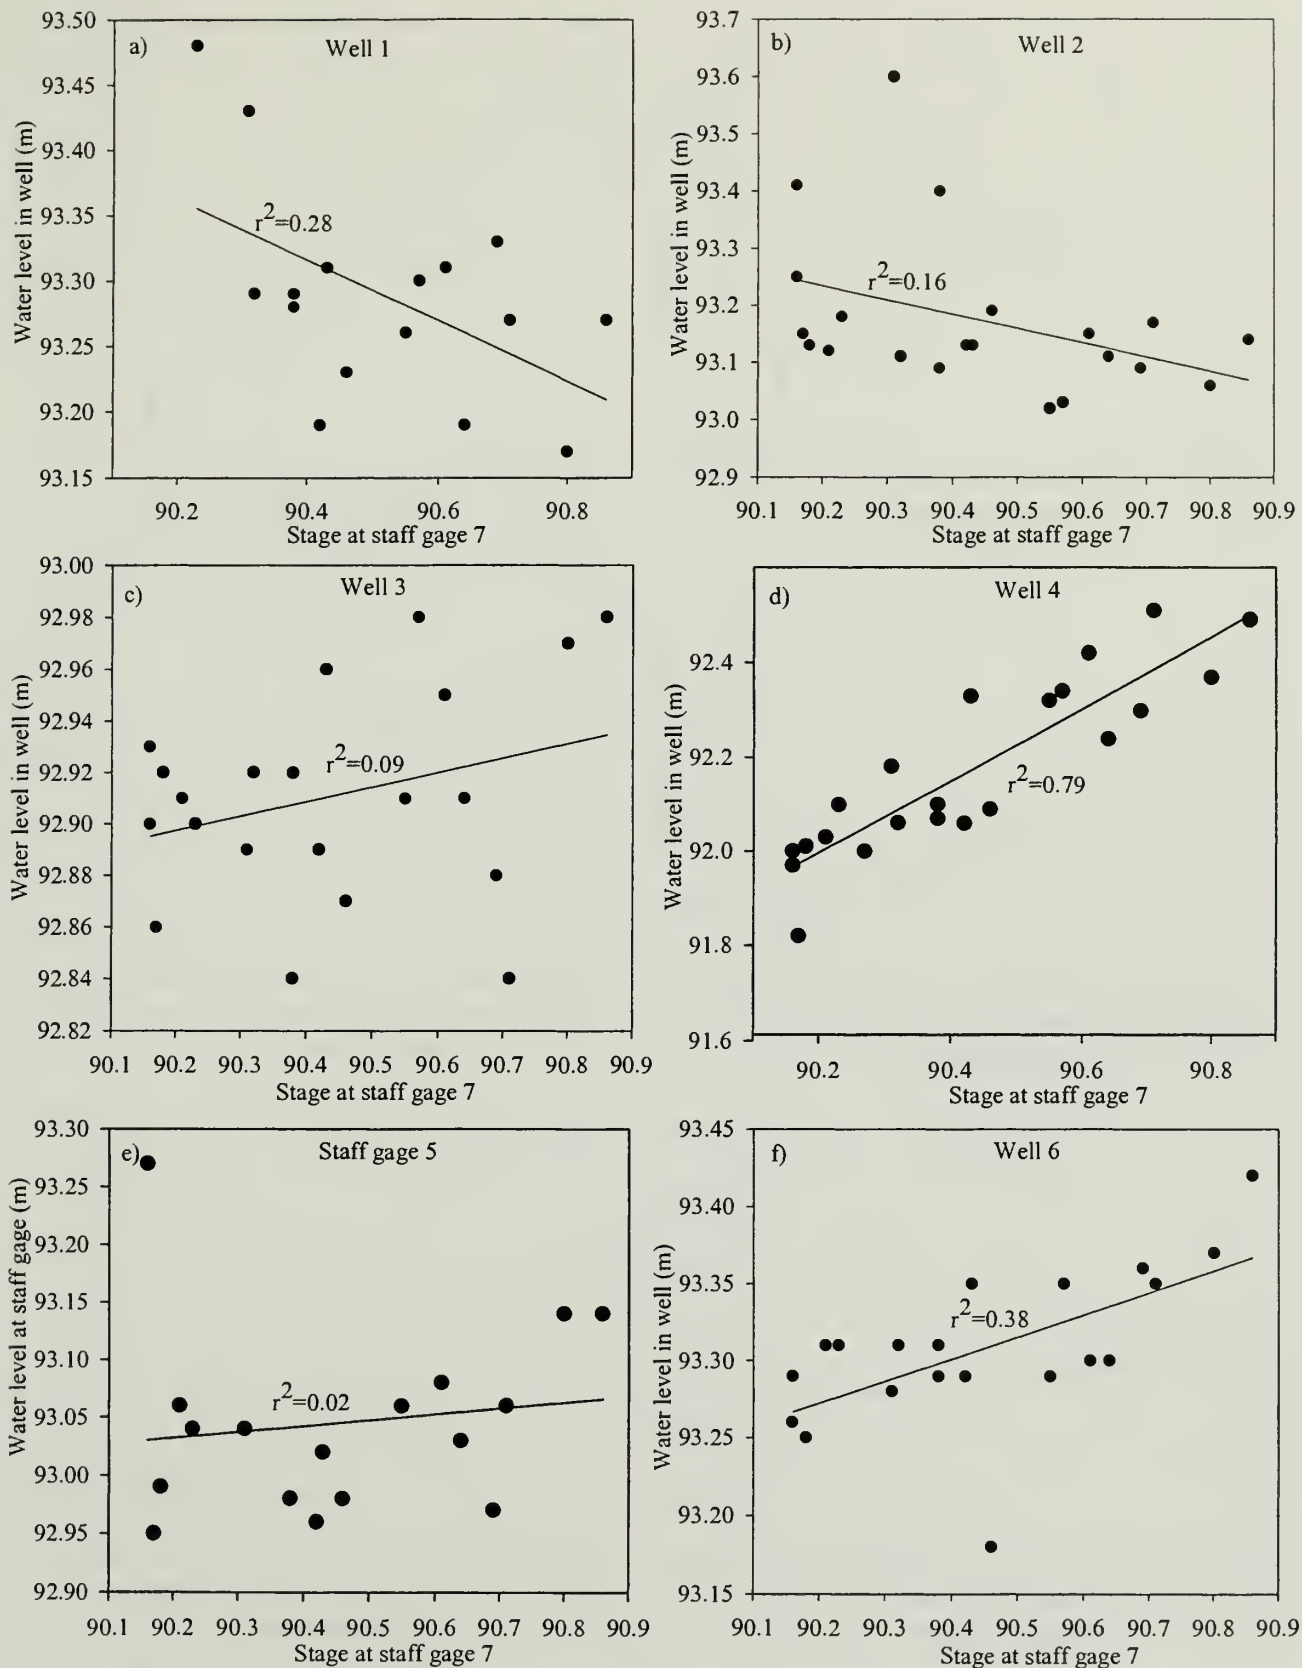 a)
Well 1
Water level in well (m)
93.50
93.45
93.40
93.35
93.30
93.25
93.20
93.15
r²=0.28
90.2 90.4 90.6 90.8
Stage at staff gage 7
b)
Well 2
Water level in well (m)
93.7
93.6
93.5
93.4
93.3
93.2
93.1
93.0
92.9
r²=0.16
90.1 90.2 90.3 90.4 90.5 90.6 90.7 90.8 90.9
Stage at staff gage 7
c)
Well 3
Water level in well (m)
93.00
92.98
92.96
92.94
92.92
92.90
92.88
92.86
92.84
92.82
r²=0.09
90.1 90.2 90.3 90.4 90.5 90.6 90.7 90.8 90.9
Stage at staff gage 7
d)
Well 4
Water level in well (m)
92.4
92.2
92.0
91.8
91.6
r²=0.79
90.2 90.4 90.6 90.8
Stage at staff gage 7
e)
Staff gage 5
Water level at staff gage (m)
93.30
93.25
93.20
93.15
93.10
93.05
93.00
92.95
92.90
r²=0.02
90.1 90.2 90.3 90.4 90.5 90.6 90.7 90.8 90.9
Stage at staff gage 7
f)
Well 6
Water level in well (m)
93.45
93.40
93.35
93.30
93.25
93.20
93.15
r²=0.38
90.1 90.2 90.3 90.4 90.5 90.6 90.7 90.8 90.9
Stage at staff gage 7